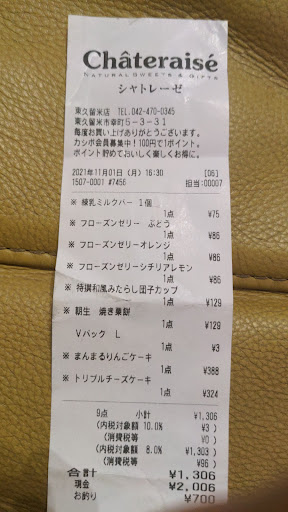 Châteraisé
NATURAL SWEETS & GIFTS
シャトレーゼ
東久留米店 TEL.042-470-0345
東久留米市幸町5-3-31
毎度お買い上げありがとうございます。
カシポ会員募集中!100円で1ポイント。
ポイント貯めておいしく楽しくお得に。
2021年11月01日(月)16:30 [06]
1507-0001 #7456 担当:00007
※ 練乳ミルクバー 1個
1点 ¥75
※ フローズンゼリー ぶとう
1点 ¥86
※ フローズンゼリーオレンジ
1点 ¥86
※ フローズンゼリーシチリアレモン
1点 ¥86
※ 特撰和風みたらし団子カップ
1点 ¥129
※ 朝生 焼き栗餅
1点 ¥129
Vバック L
1点 ¥3
※ まんまるりんごケーキ
1点 ¥388
※ トリプルチーズケーキ
1点 ¥324
9点 小計 ¥1,306
(内税対象額 10.0% ¥3 )
(消費税等 ¥0 )
(内税対象額 8.0% ¥1,303 )
(消費税等 ¥96 )
合計 ¥1,306
現金 ¥2,006
お釣り ¥700